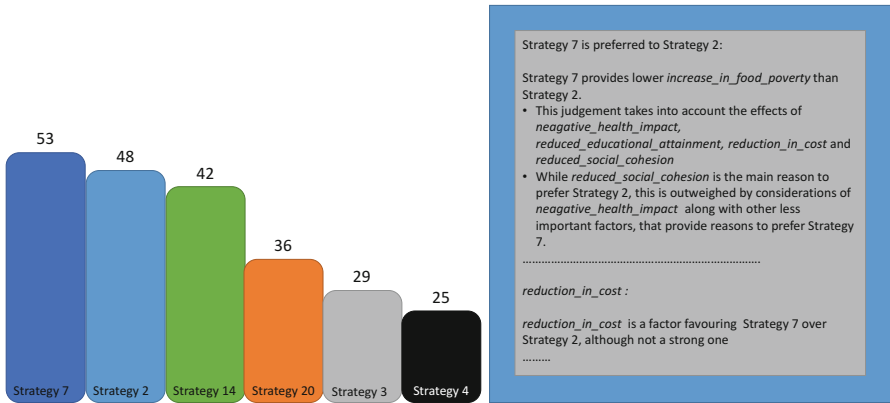 53
48
42
36
29
25
Strategy 7
Strategy 2
Strategy 14
Strategy 20
Strategy 3
Strategy 4
Strategy 7 is preferred to Strategy 2:
Strategy 7 provides lower increase_in_food_poverty than
Strategy 2.
• This judgement takes into account the effects of
neagative_health_impact,
reduced_educational_attainment, reduction_in_cost and
reduced_social_cohesion
• While reduced_social_cohesion is the main reason to
prefer Strategy 2, this is outweighed by considerations of
neagative_health_impact along with other less
important factors, that provide reasons to prefer Strategy
7.
…………………………………………………………………………
reduction_in_cost :
reduction_in_cost is a factor favouring Strategy 7 over
Strategy 2, although not a strong one
………